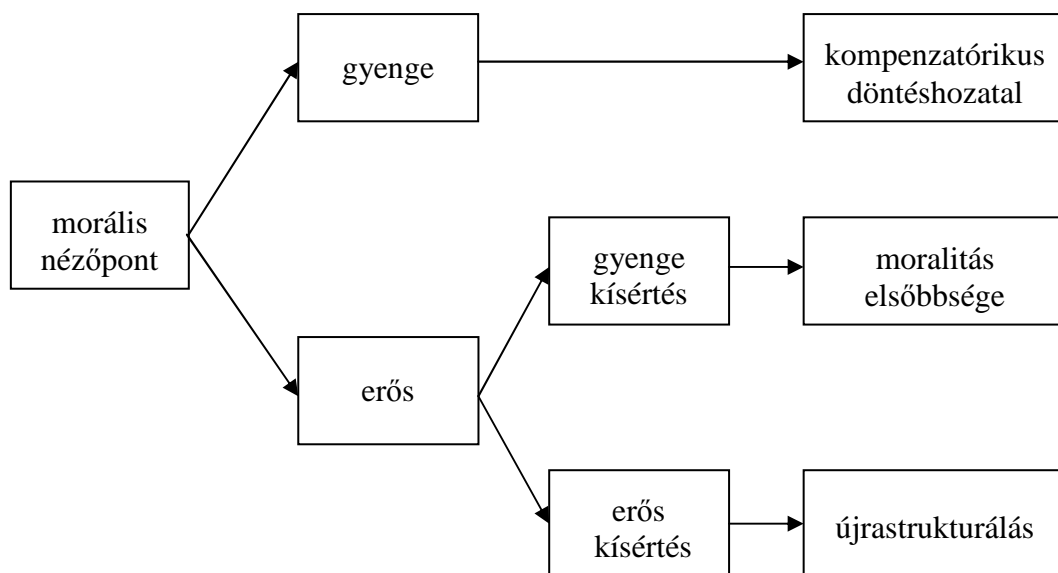 gyenge
kompenzatórikus
döntéshozatal
morális
nézőpont
gyenge
kísértés
moralitás
elsőbbsége
erős
erős
kísértés
újrastrukturálás